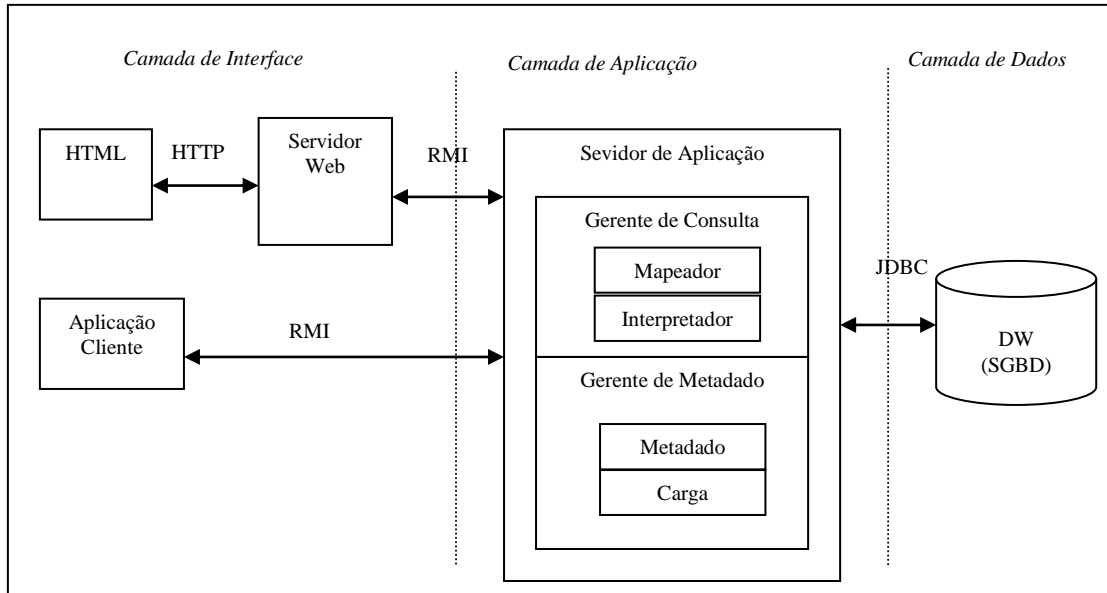 Camada de Interface
Camada de Aplicação
Camada de Dados
HTML
HTTP
Servidor
Web
RMI
Sevidor de Aplicação
Gerente de Consulta
Mapeador
Interpretador
JDBC
Aplicação
Cliente
RMI
DW
(SGBD)
Gerente de Metadado
Metadado
Carga